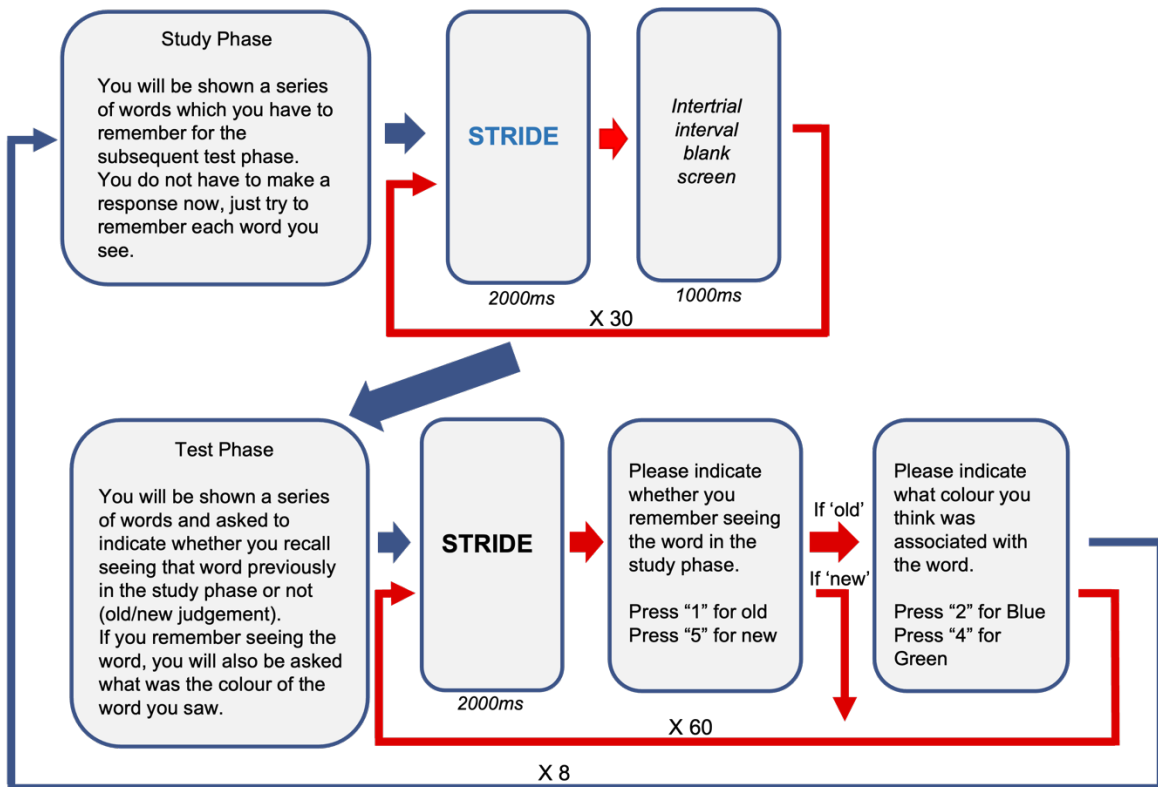 Study Phase
You will be shown a series
of words which you have to
remember for the
subsequent test phase.
You do not have to make a
response now, just try to
remember each word you
see.
STRIDE
2000ms
Intertrial
interval
blank
screen
1000ms
X 30
Test Phase
You will be shown a series
of words and asked to
indicate whether you recall
seeing that word previously
in the study phase or not
(old/new judgement).
If you remember seeing the
word, you will also be asked
what was the colour of the
word you saw.
STRIDE
2000ms
Please indicate
whether you
remember seeing
the word in the
study phase.
Press “1” for old
Press “5” for new
If ‘old’
If ‘new’
Please indicate
what colour you
think was
associated with
the word.
Press “2” for Blue
Press “4” for
Green
X 60
X 8